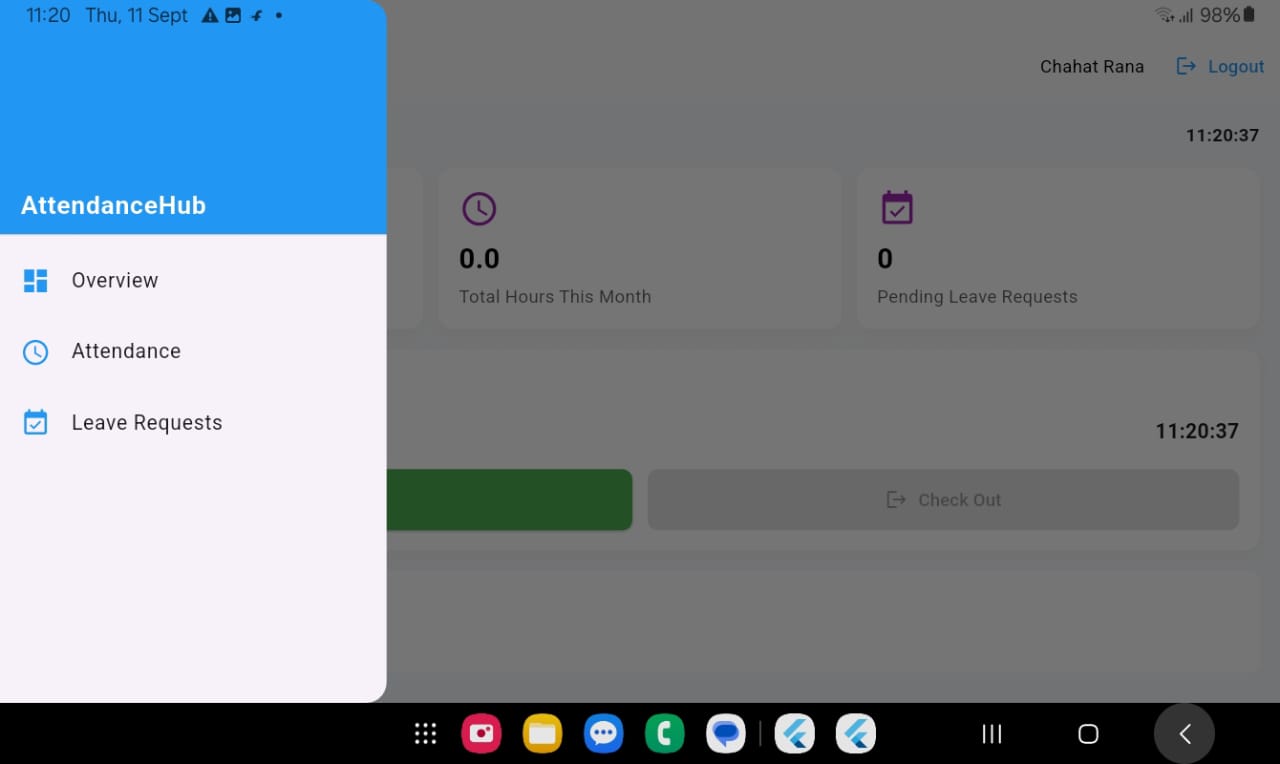 11:20 Thu, 11 Sept
98%
Chahat Rana
Logout
11:20:37
AttendanceHub
Overview
Attendance
Leave Requests
0.0
Total Hours This Month
0
Pending Leave Requests
11:20:37
Check Out